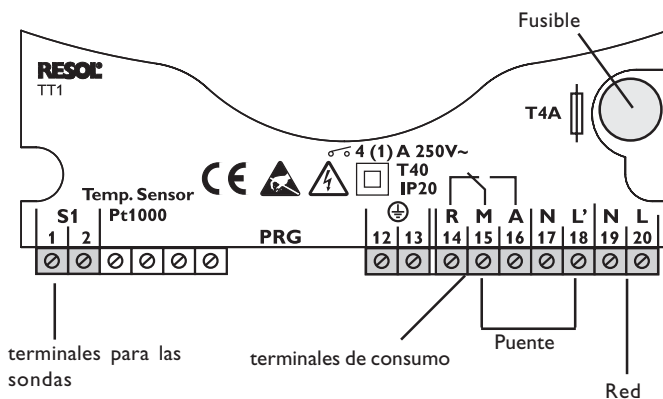 Fusible
RESOL®
TT1
T4A
4 (1) A 250V~
T40
IP20
Temp. Sensor
Pt1000
S1
R M A N L' N L
1 2 PRG 12 13 14 15 16 17 18 19 20
terminales para las
sondas
terminales de consumo
Puente
Red